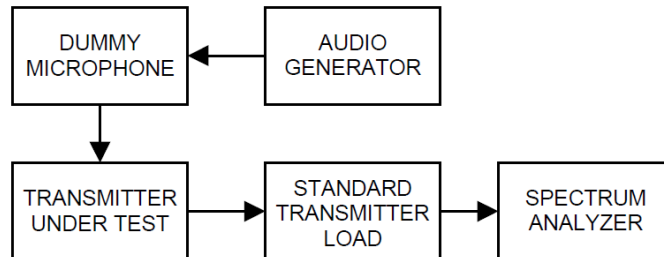 DUMMY
MICROPHONE
AUDIO
GENERATOR
TRANSMITTER
UNDER TEST
STANDARD
TRANSMITTER
LOAD
SPECTRUM
ANALYZER